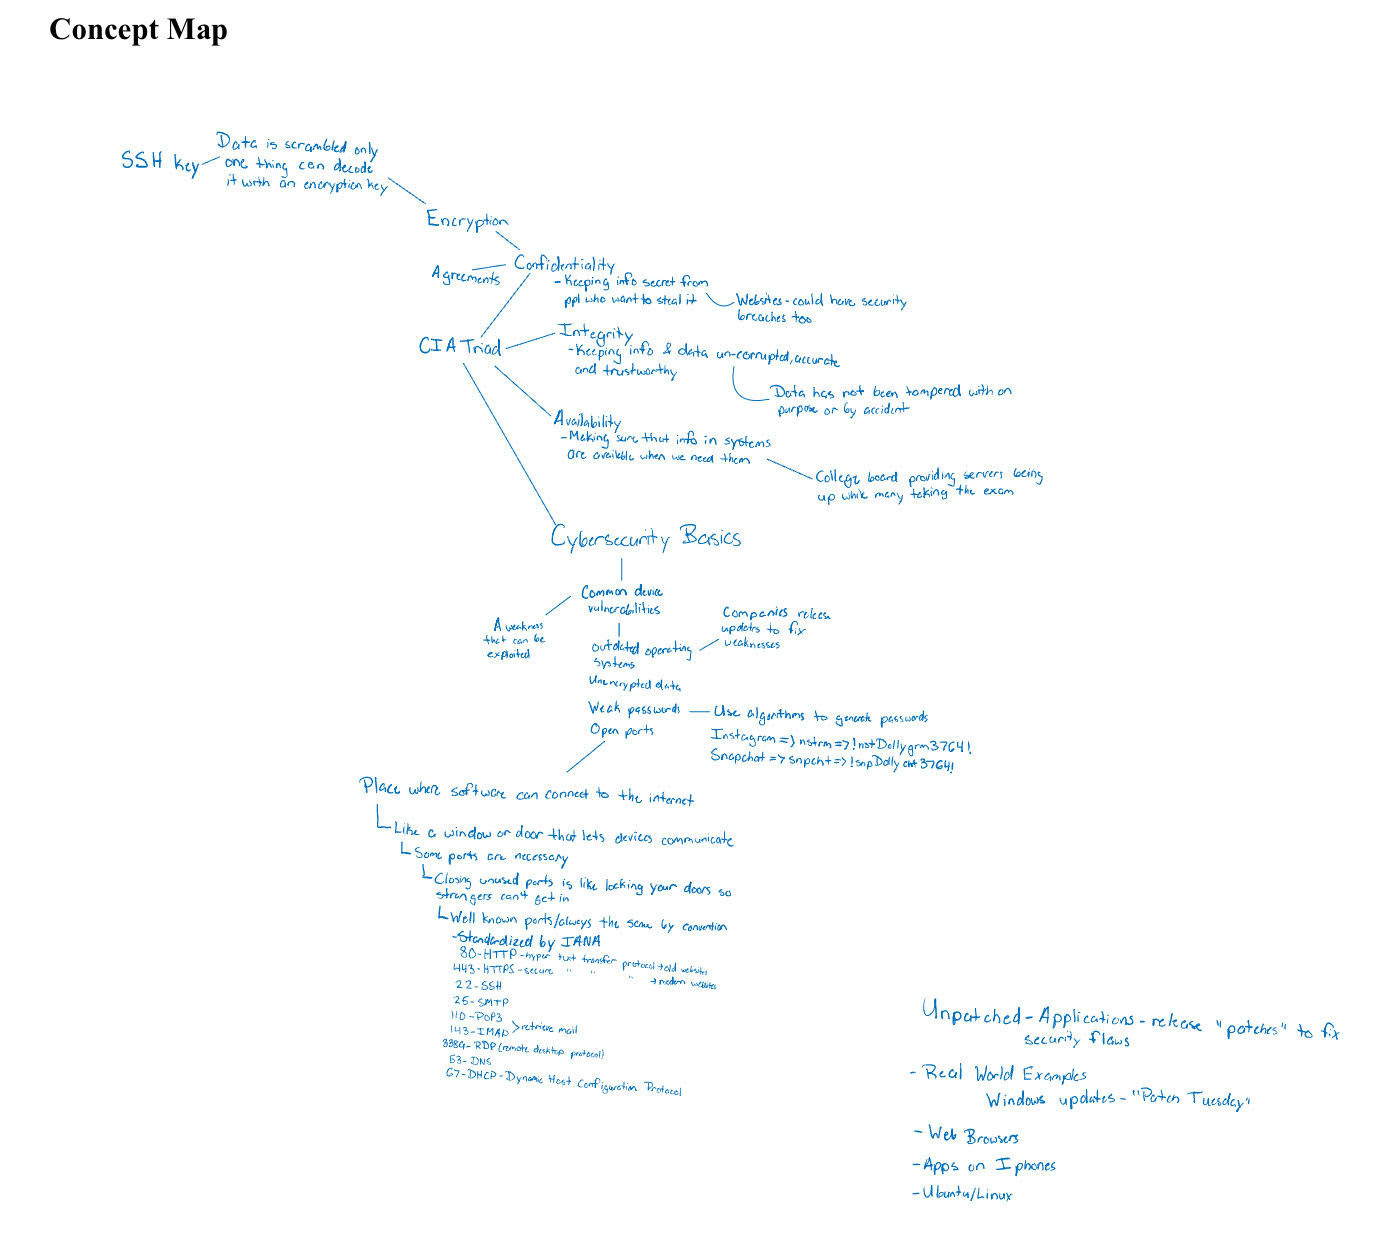 Concept Map
SSH key
Data is scrambled only
one thing can decode
it with an encryption key
Encryption
Agreements
Confidentiality
- Keeping info secret from
ppl who want to steal it
Websites - could have security
breaches too
CIA Triad
Integrity
- Keeping info & data un-corrupted, accurate
and trustworthy
Data has not been tampered with on
purpose or by accident
Availability
- Making sure that info in systems
are available when we need them
College board providing servers being
up while many taking the exam
Cybersecurity Basics
Common device
vulnerabilities
A weakness
that can be
exploited
Outdated operating
systems
Companies release
updates to fix
weaknesses
Unencrypted data
Weak passwords
Use algorithms to generate passwords
Instagram => nstrm => !nstDollygrm3764!
Snapchat => snpcht => !snpDolly cht 3764!
Open ports
Place where software can connect to the internet
Like a window or door that lets devices communicate
Some ports are necessary
Closing unused ports is like locking your doors so
strangers can't get in
Well known ports/always the same by convention
- Standardized by IANA
80-HTTP - hyper text transfer protocol → old websites
443-HTTPS - secure " " " → modern websites
22-SSH
25-SMTP
110-POP3
143-IMAP > retrieve mail
3389-RDP (remote desktop protocol)
53-DNS
67-DHCP - Dynamic Host Configuration Protocol
Unpatched - Applications - release "patches" to fix
security flaws
- Real World Examples
Windows updates - "Patch Tuesday"
- Web Browsers
- Apps on Iphones
- Ubuntu/Linux